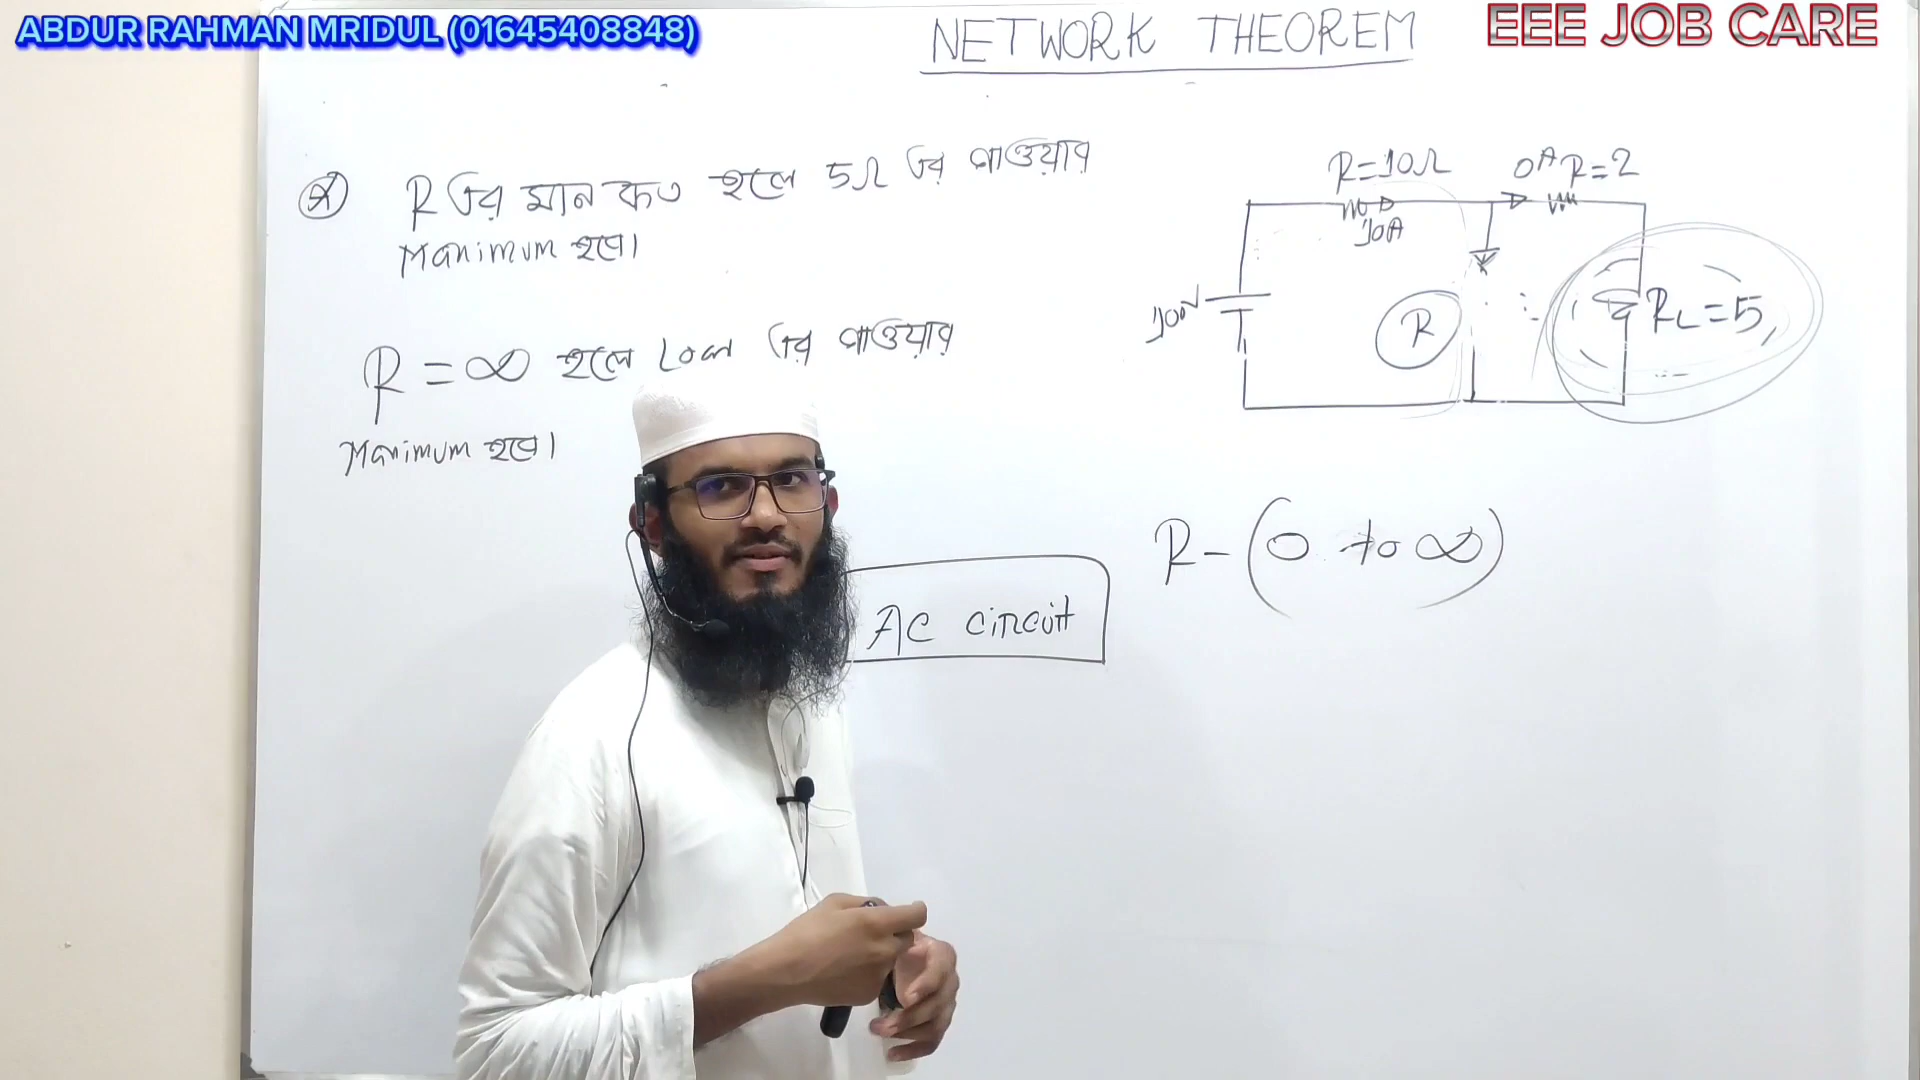 ABDUR RAHMAN MRIDUL (01645408848)
NETWORK THEOREM
EEE JOB CARE
R এর মান কত হলে 5Ω এর পাওয়ার
Maximum হবে।
R = ∞ হলে Load এর পাওয়ার
Maximum হবে।
R=10Ω
10A
0A R=2
100V
R
RL=5
R - (0 to ∞)
AC circuit